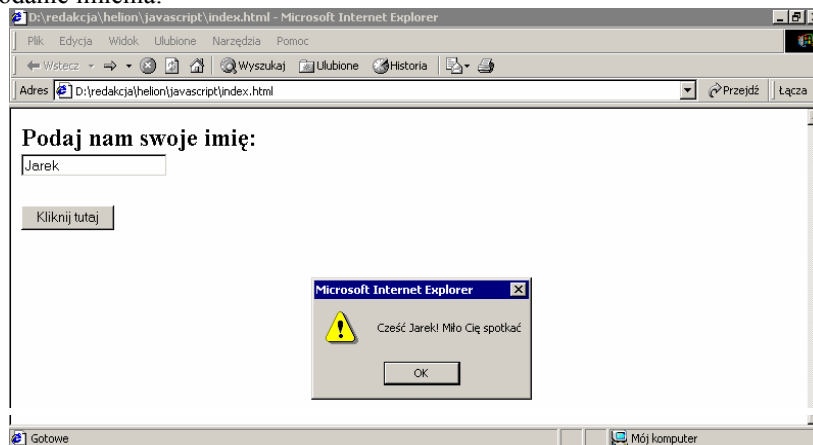 odanie imienia.
D:\redakcja\helion\javascript\index.html - Microsoft Internet Explorer
Plik Edycja Widok Ulubione Narzędzia Pomoc
Wstecz Wyszukaj Ulubione Historia
Adres D:\redakcja\helion\javascript\index.html Przejdź Łącza
Podaj nam swoje imię:
Jarek
Kliknij tutaj
Microsoft Internet Explorer
Cześć Jarek! Miło Cię spotkać
OK
Gotowe Mój komputer